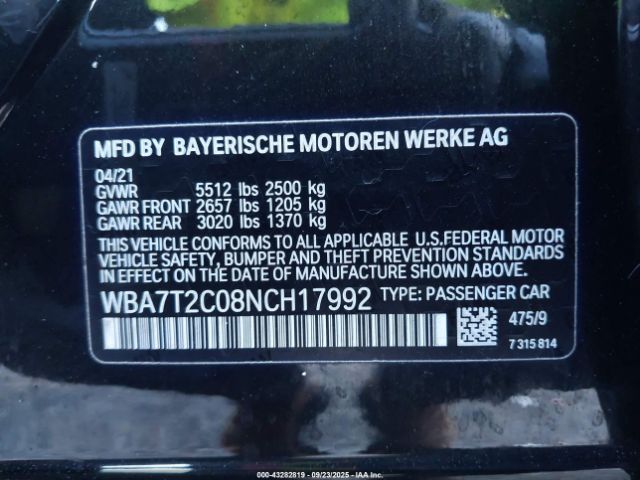 MFD BY BAYERISCHE MOTOREN WERKE AG
04/21
GVWR 5512 lbs 2500 kg
GAWR FRONT 2657 lbs 1205 kg
GAWR REAR 3020 lbs 1370 kg
THIS VEHICLE CONFORMS TO ALL APPLICABLE U.S.FEDERAL MOTOR
VEHICLE SAFETY, BUMPER AND THEFT PREVENTION STANDARDS
IN EFFECT ON THE DATE OF MANUFACTURE SHOWN ABOVE.
WBA7T2C08NCH17992 TYPE: PASSENGER CAR
475/9
7 315 814
000-43282819 - 09/23/2025 - COPYRIGHT IAA, INC.